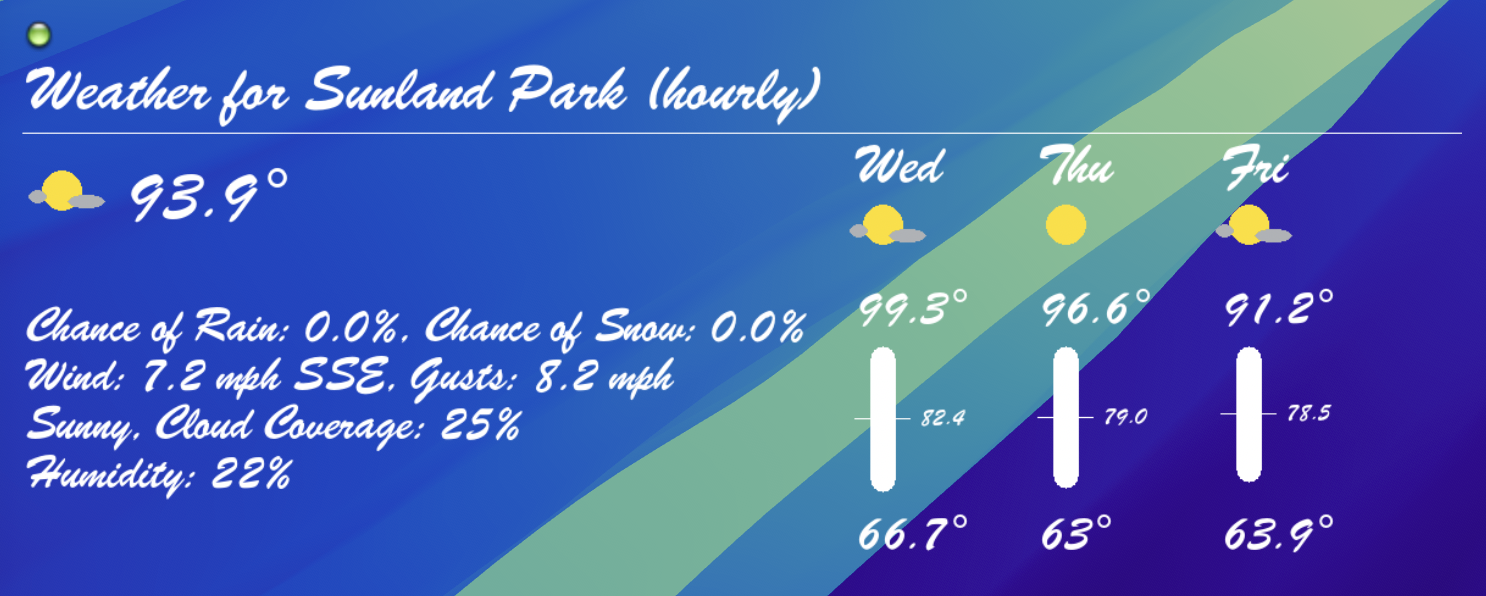 Weather for Sunland Park (hourly)
93.9°
Chance of Rain: 0.0%, Chance of Snow: 0.0%
Wind: 7.2 mph SSE, Gusts: 8.2 mph
Sunny, Cloud Coverage: 25%
Humidity: 22%
Wed Thu Fri
99.3° 96.6° 91.2°
82.4 79.0 78.5
66.7° 63° 63.9°